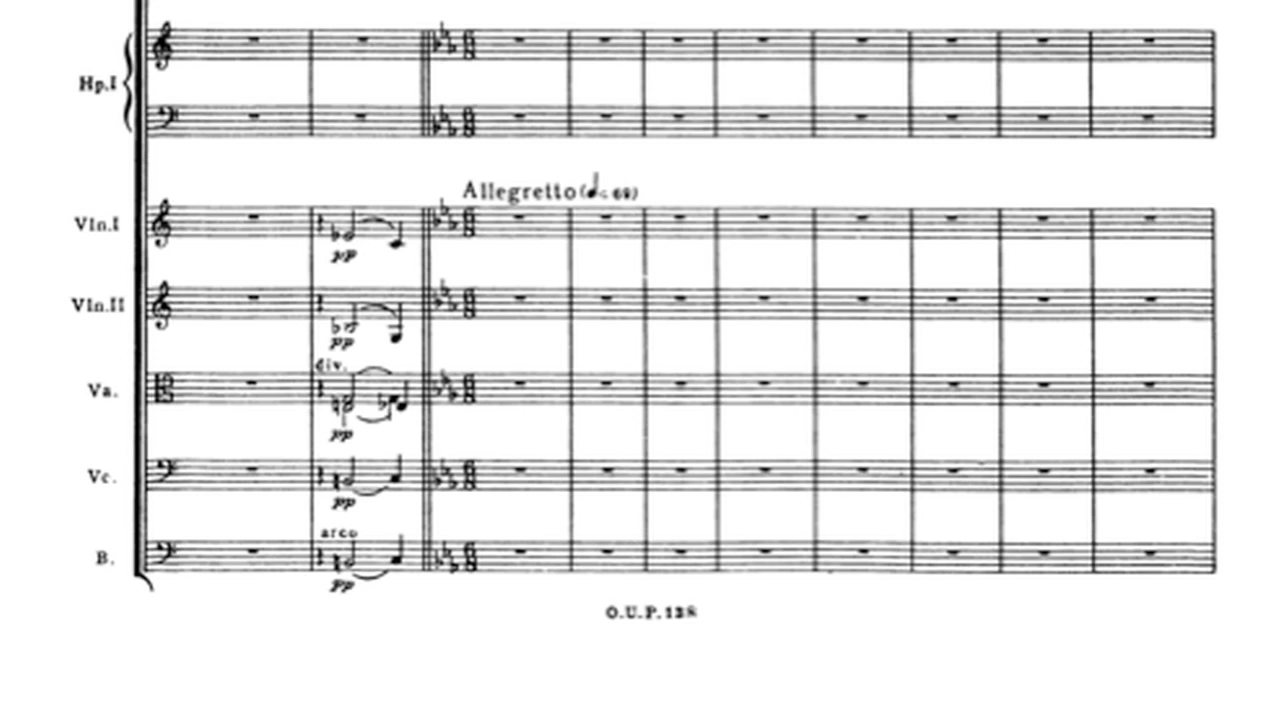 Hp.I
Allegretto (♩. = 69)
Vln.I
pp
Vln.II
pp
div.
Va.
pp
Vc.
pp
arco
B.
pp
O.U.P. 138